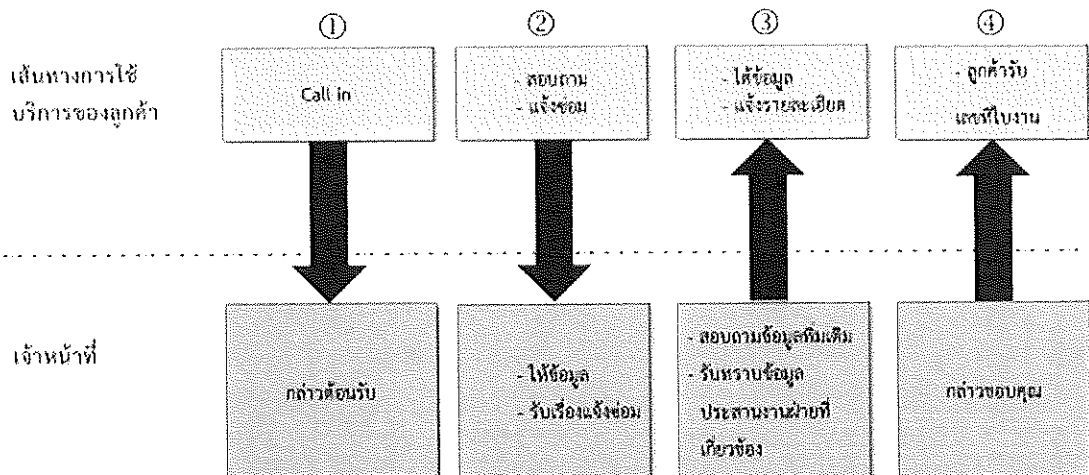 ① ② ③ ④
เส้นทางการใช้
บริการของลูกค้า
Call in
- สอบถาม
- แจ้งซ่อม
- ได้ข้อมูล
- แจ้งรายละเอียด
- ลูกค้ารับ
เลขที่ใบงาน
เจ้าหน้าที่
กล่าวต้อนรับ
- ให้ข้อมูล
- รับเรื่องแจ้งซ่อม
- สอบถามข้อมูลเพิ่มเติม
- รับทราบข้อมูล
ประสานงานฝ่ายที่
เกี่ยวข้อง
กล่าวขอบคุณ